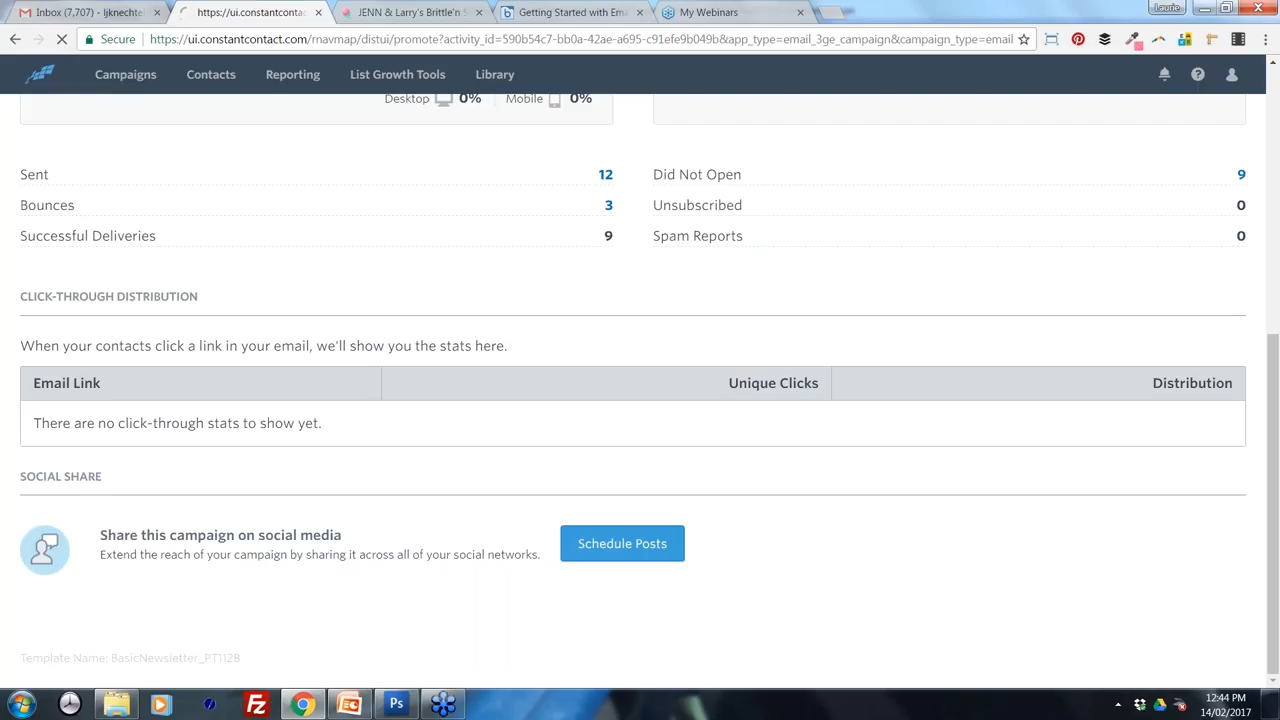 Inbox (7,707) - ljknechtel
https://ui.constantconta
JENN & Larry's Brittle'n S
Getting Started with Ema
My Webinars
Laurie
Secure
https://ui.constantcontact.com/rnavmap/distui/promote?activity_id=590b54c7-bb0a-42ae-a695-c91efe9b049b&app_type=email_3ge_campaign&campaign_type=email
Campaigns Contacts Reporting List Growth Tools Library
Desktop 0% Mobile 0%
Sent 12
Did Not Open 9
Bounces 3
Unsubscribed 0
Successful Deliveries 9
Spam Reports 0
CLICK-THROUGH DISTRIBUTION
When your contacts click a link in your email, we'll show you the stats here.
Email Link Unique Clicks Distribution
There are no click-through stats to show yet.
SOCIAL SHARE
Share this campaign on social media
Extend the reach of your campaign by sharing it across all of your social networks.
Schedule Posts
Template Name: BasicNewsletter_PT1128
12:44 PM
14/02/2017